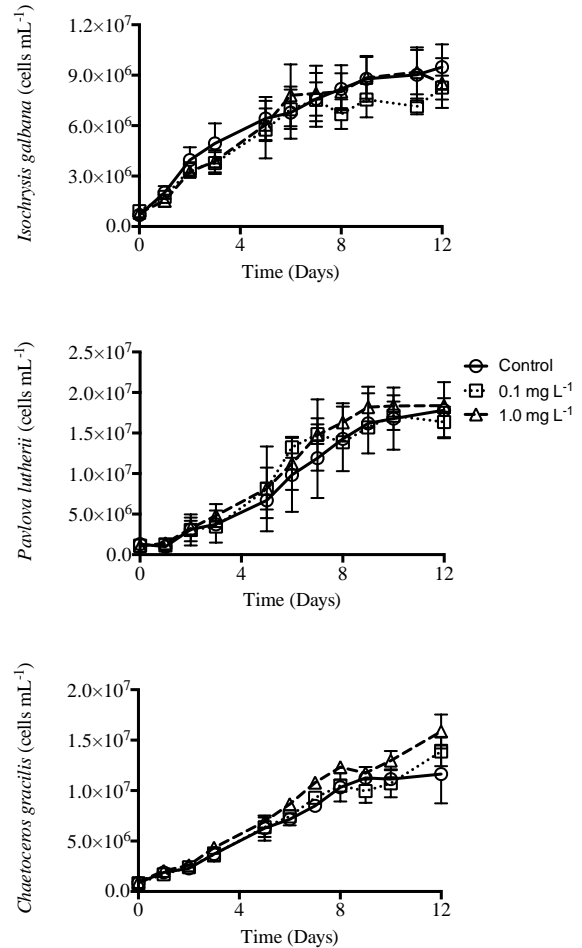 Isochrysis galbana (cells mL⁻¹)
1.2×10⁷
9.0×10⁶
6.0×10⁶
3.0×10⁶
0.0
0 4 8 12
Time (Days)
Pavlova lutherii (cells mL⁻¹)
2.5×10⁷
2.0×10⁷
1.5×10⁷
1.0×10⁷
5.0×10⁶
0.0
0 4 8 12
Time (Days)
Control
0.1 mg L⁻¹
1.0 mg L⁻¹
Chaetoceros gracilis (cells mL⁻¹)
2.0×10⁷
1.5×10⁷
1.0×10⁷
5.0×10⁶
0.0
0 4 8 12
Time (Days)